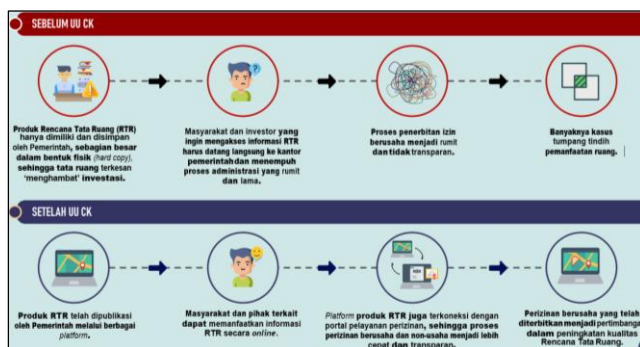 SEBELUM UU CK
Produk Rencana Tata Ruang (RTR)
hanya dimiliki dan disimpan
oleh Pemerintah, sebagian besar
dalam bentuk fisik (hard copy),
sehingga tata ruang terkesan
'menghambat' investasi.
Masyarakat dan investor yang
ingin mengakses informasi RTR
harus datang langsung ke kantor
pemerintah dan menempuh
proses administrasi yang rumit
dan lama.
Proses penerbitan izin
berusaha menjadi rumit
dan tidak transparan.
Banyaknya kasus
tumpang tindih
pemanfaatan ruang.
SETELAH UU CK
Produk RTR telah dipublikasi
oleh Pemerintah melalui berbagai
platform.
Masyarakat dan pihak terkait
dapat memanfaatkan informasi
RTR secara online.
Platform produk RTR juga terkoneksi
dengan portal pelayanan perizinan,
sehingga proses
perizinan berusaha dan non-usaha menjadi lebih
cepat dan transparan.
Perizinan berusaha yang telah
diterbitkan menjadi pertimbangan
dalam peningkatan kualitas
Rencana Tata Ruang.